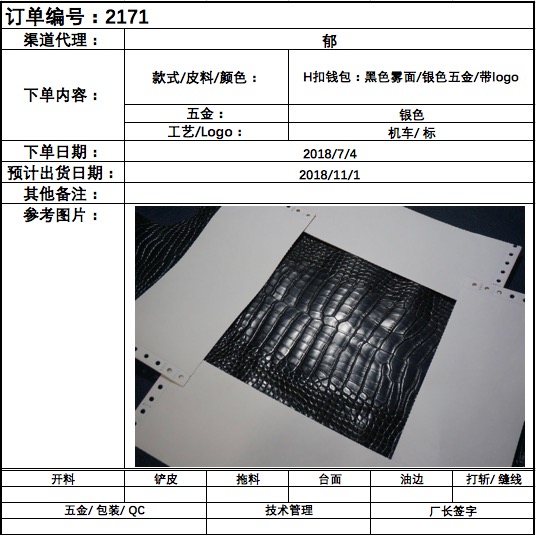 订单编号：2171
渠道代理： 郁
下单内容： 款式/皮料/颜色： H扣钱包：黑色雾面/银色五金/带logo
五金： 银色
工艺/Logo： 机车/ 标
下单日期： 2018/7/4
预计出货日期： 2018/11/1
其他备注：
参考图片：
开料 铲皮 拖料 台面 油边 打斩/ 缝线
五金/ 包装/ QC 技术管理 厂长签字